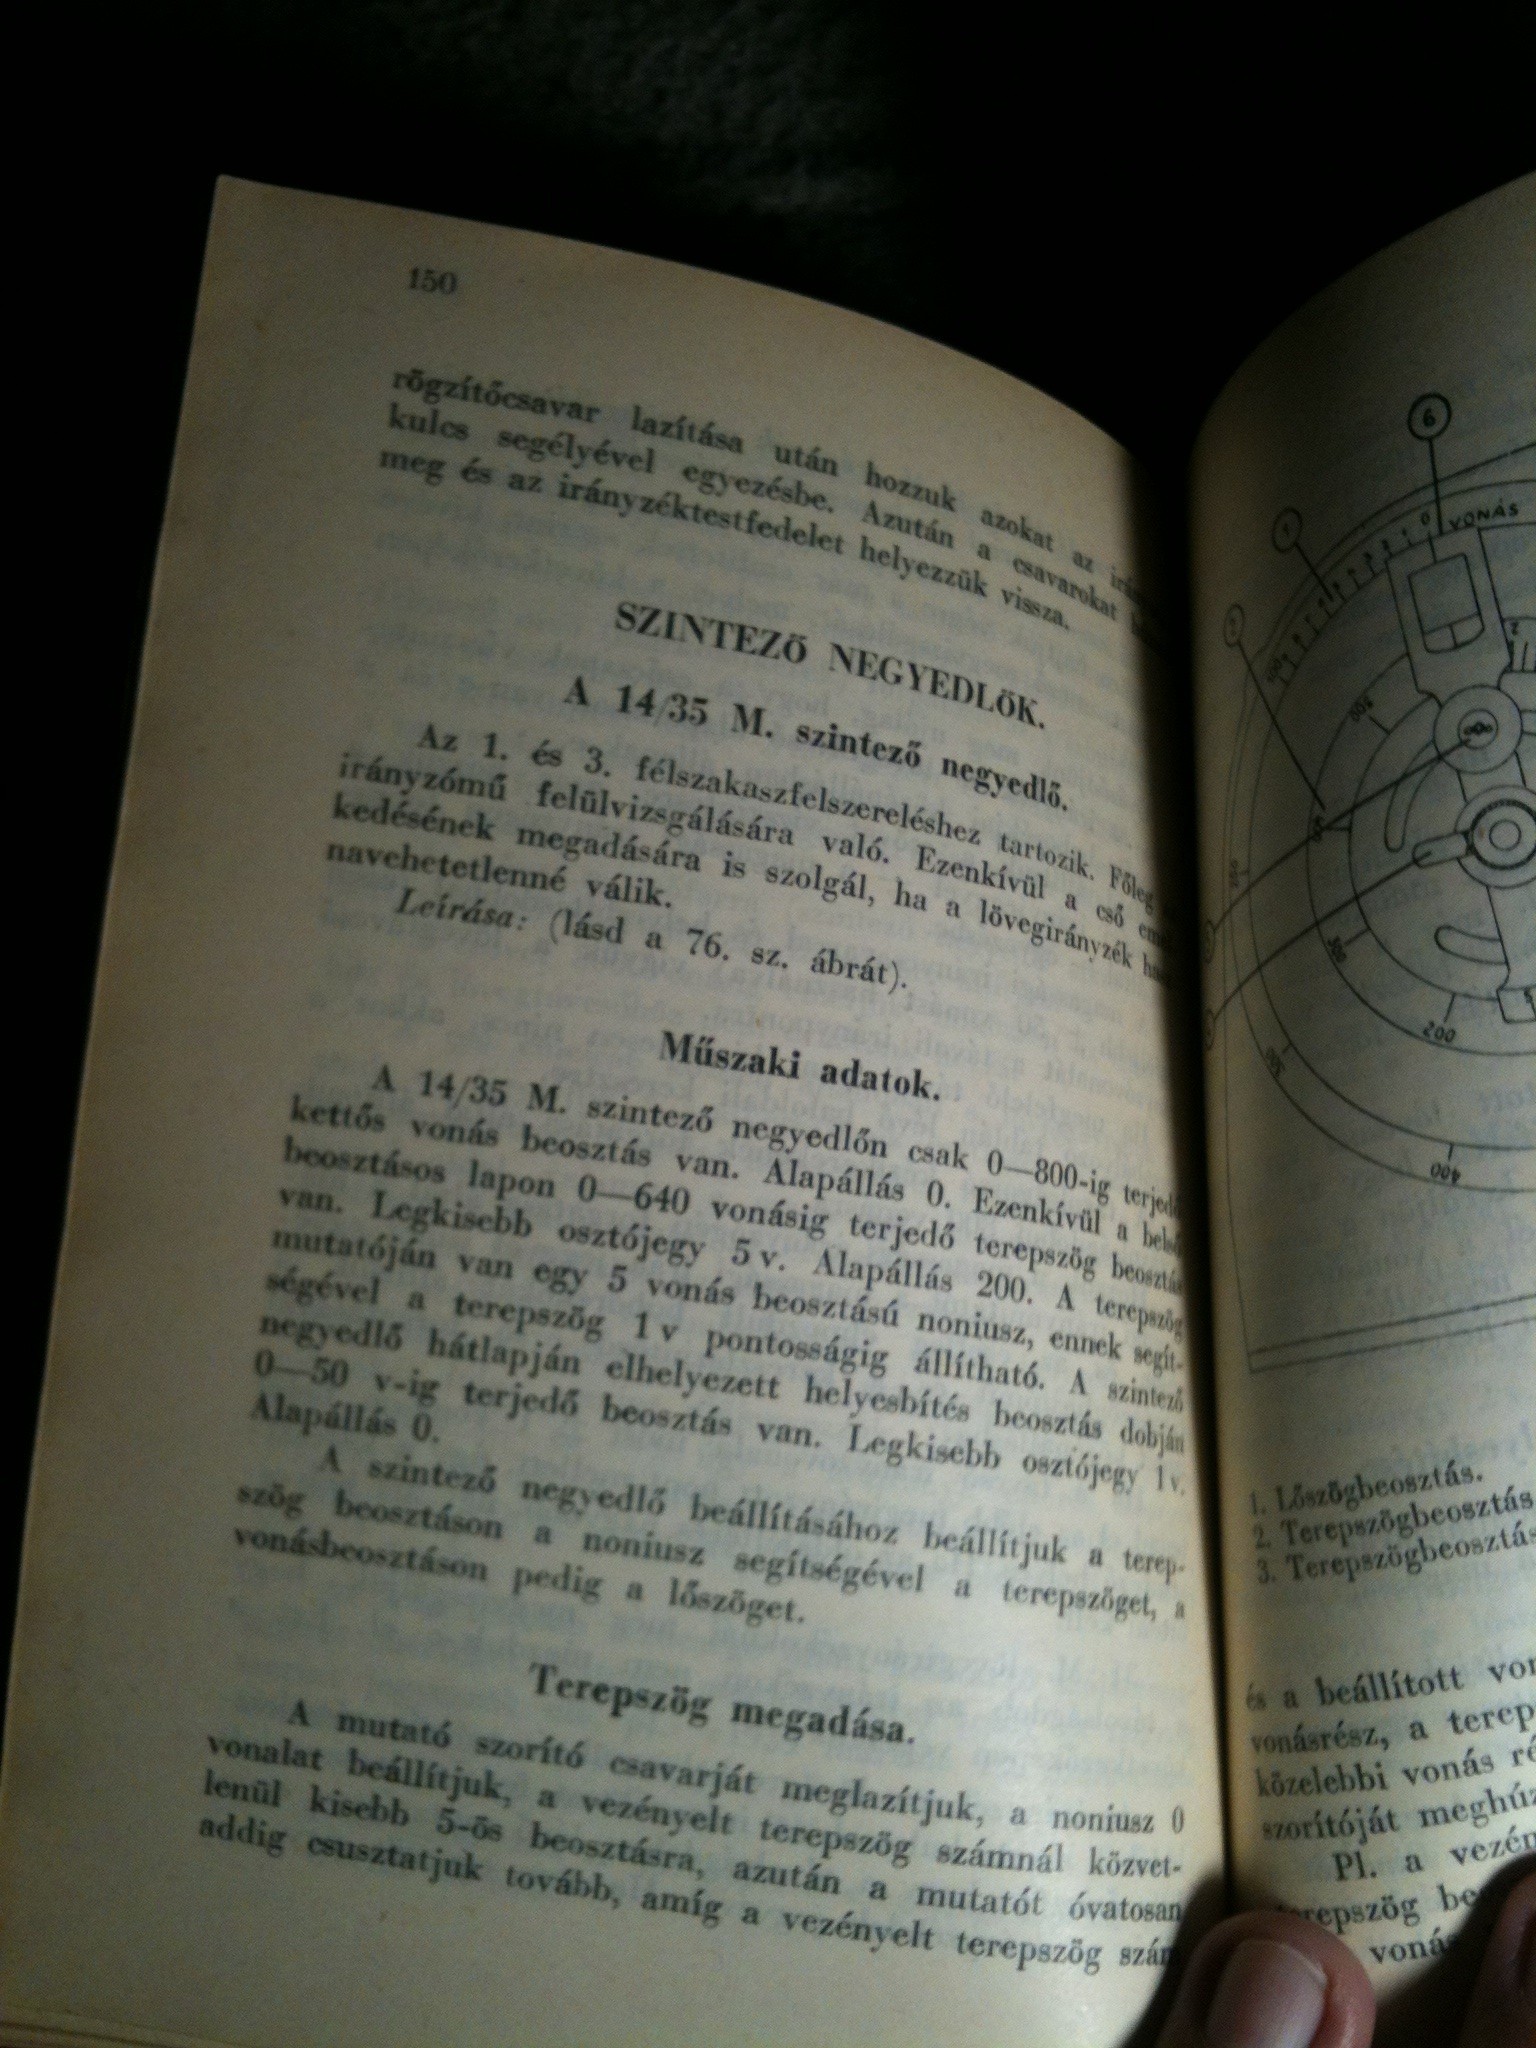 150
rögzítőcsavar lazítása után hozzuk azokat az
kulcs segélyével egyezésbe. Azután a csavarokat
meg és az irányzéktestfedelet helyezzük vissza.
SZINTEZŐ NEGYEDLŐK.
A 14/35 M. szintező negyedlő.
Az 1. és 3. félszakaszfelszereléshez tartozik. Főleg
irányzómű felülvizsgálására való. Ezenkívül a cső
kedésének megadására is szolgál, ha a lövegirányzék
navehetetlenné válik.
Leírása: (lásd a 76. sz. ábrát).
Műszaki adatok.
A 14/35 M. szintező negyedlőn csak 0—800-ig terjedő
kettős vonás beosztás van. Alapállás 0. Ezenkívül a belső
beosztásos lapon 0—640 vonásig terjedő terepszög beosztás
van. Legkisebb osztójegy 5 v. Alapállás 200. A terepszög
mutatóján van egy 5 vonás beosztású noniusz, ennek segít-
ségével a terepszög 1 v pontosságig állítható. A szintező
negyedlő hátlapján elhelyezett helyesbítés beosztás dobján
0—50 v-ig terjedő beosztás van. Legkisebb osztójegy 1 v.
Alapállás 0.
A szintező negyedlő beállításához beállítjuk a terep-
szög beosztáson a noniusz segítségével a terepszöget, a
vonásbeosztáson pedig a lőszöget.
Terepszög megadása.
A mutató szorító csavarját meglazítjuk, a noniusz 0
vonalat beállítjuk, a vezényelt terepszög számnál közvet-
lenül kisebb 5-ös beosztásra, azután a mutatót óvatosan
addig csusztatjuk tovább, amíg a vezényelt terepszög
6
1
2
0 VONÁS
2
200
300
400
1. Lőszögbeosztás.
2. Terepszögbeosztás
3. Terepszögbeosztás
és a beállított
vonásrész, a
közelebbi vonás
szorítóját
Pl. a
terepszög